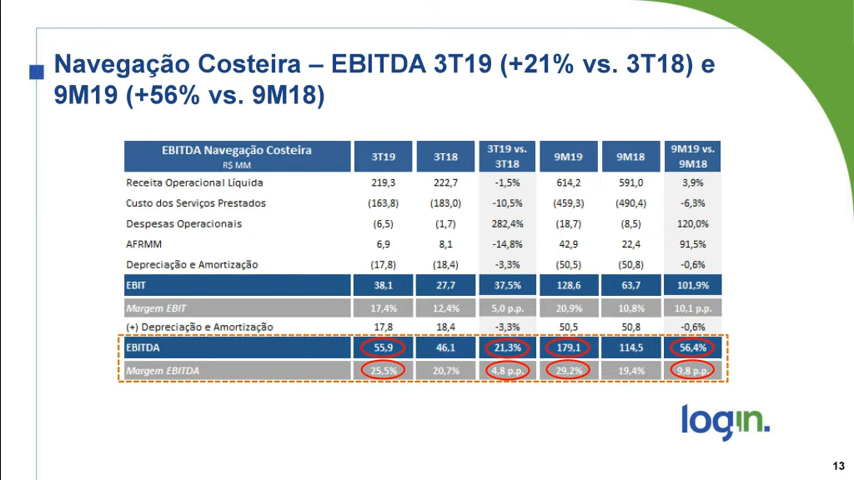 Navegação Costeira – EBITDA 3T19 (+21% vs. 3T18) e
9M19 (+56% vs. 9M18)
EBITDA Navegação Costeira R$ MM 3T19 3T18 3T19 vs. 3T18 9M19 9M18 9M19 vs. 9M18
Receita Operacional Líquida 219,3 222,7 -1,5% 614,2 591,0 3,9%
Custo dos Serviços Prestados (163,8) (183,0) -10,5% (459,3) (490,4) -6,3%
Despesas Operacionais (6,5) (1,7) 282,4% (18,7) (8,5) 120,0%
AFRMM 6,9 8,1 -14,8% 42,9 22,4 91,5%
Depreciação e Amortização (17,8) (18,4) -3,3% (50,5) (50,8) -0,6%
EBIT 38,1 27,7 37,5% 128,6 63,7 101,9%
Margem EBIT 17,4% 12,4% 5,0 p.p. 20,9% 10,8% 10,1 p.p.
(+) Depreciação e Amortização 17,8 18,4 -3,3% 50,5 50,8 -0,6%
EBITDA 55,9 46,1 21,3% 179,1 114,5 56,4%
Margem EBITDA 25,5% 20,7% 4,8 p.p. 29,2% 19,4% 9,8 p.p.
login.
13